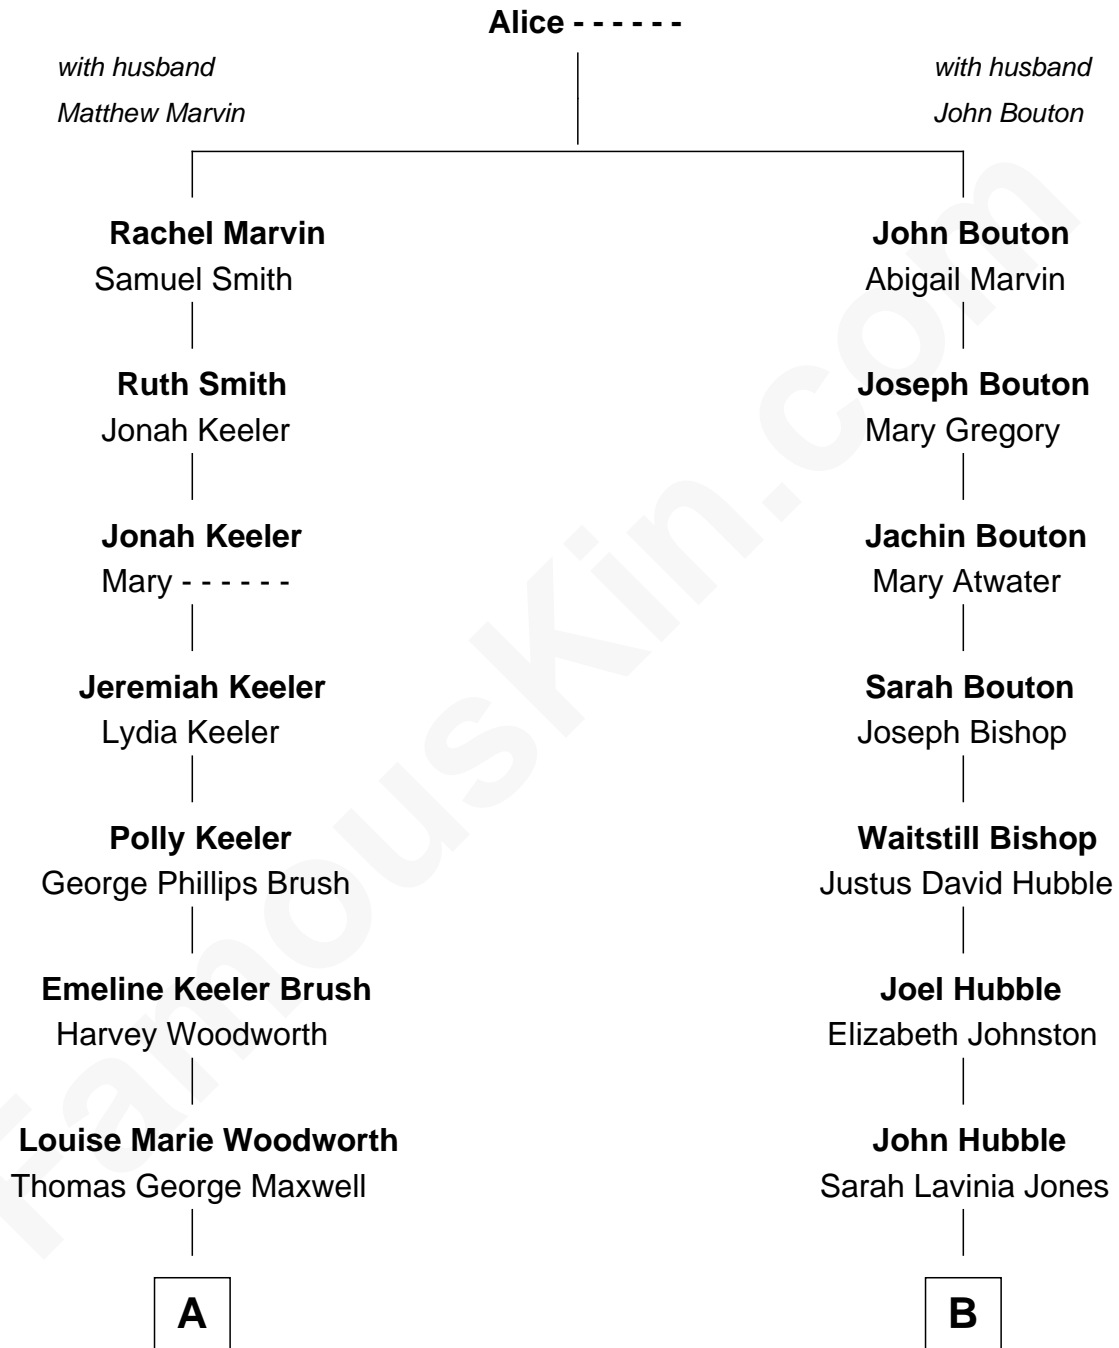 Alice - - - - - -
with husband
Matthew Marvin
with husband
John Bouton
Rachel Marvin
Samuel Smith
John Bouton
Abigail Marvin
Ruth Smith
Jonah Keeler
Joseph Bouton
Mary Gregory
Jonah Keeler
Mary - - - - - -
Jachin Bouton
Mary Atwater
Jeremiah Keeler
Lydia Keeler
Sarah Bouton
Joseph Bishop
Polly Keeler
George Phillips Brush
Waitstill Bishop
Justus David Hubble
Emeline Keeler Brush
Harvey Woodworth
Joel Hubble
Elizabeth Johnston
Louise Marie Woodworth
Thomas George Maxwell
John Hubble
Sarah Lavinia Jones
A
B
FamousKin.com